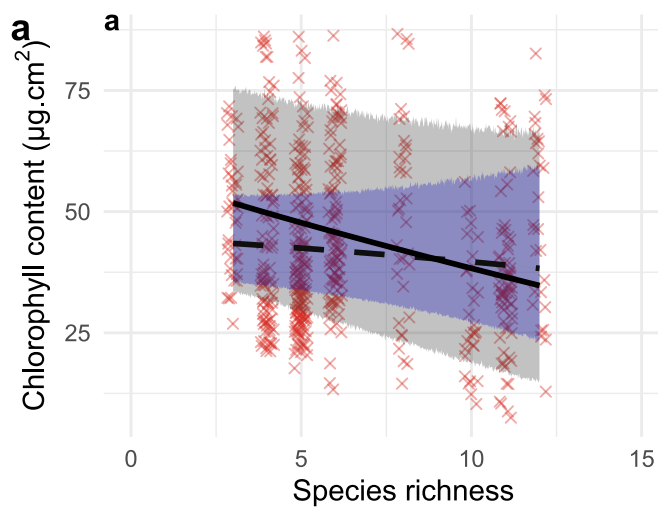 a
a
Chlorophyll content (µg.cm²)
75
50
25
0 5 10 15
Species richness